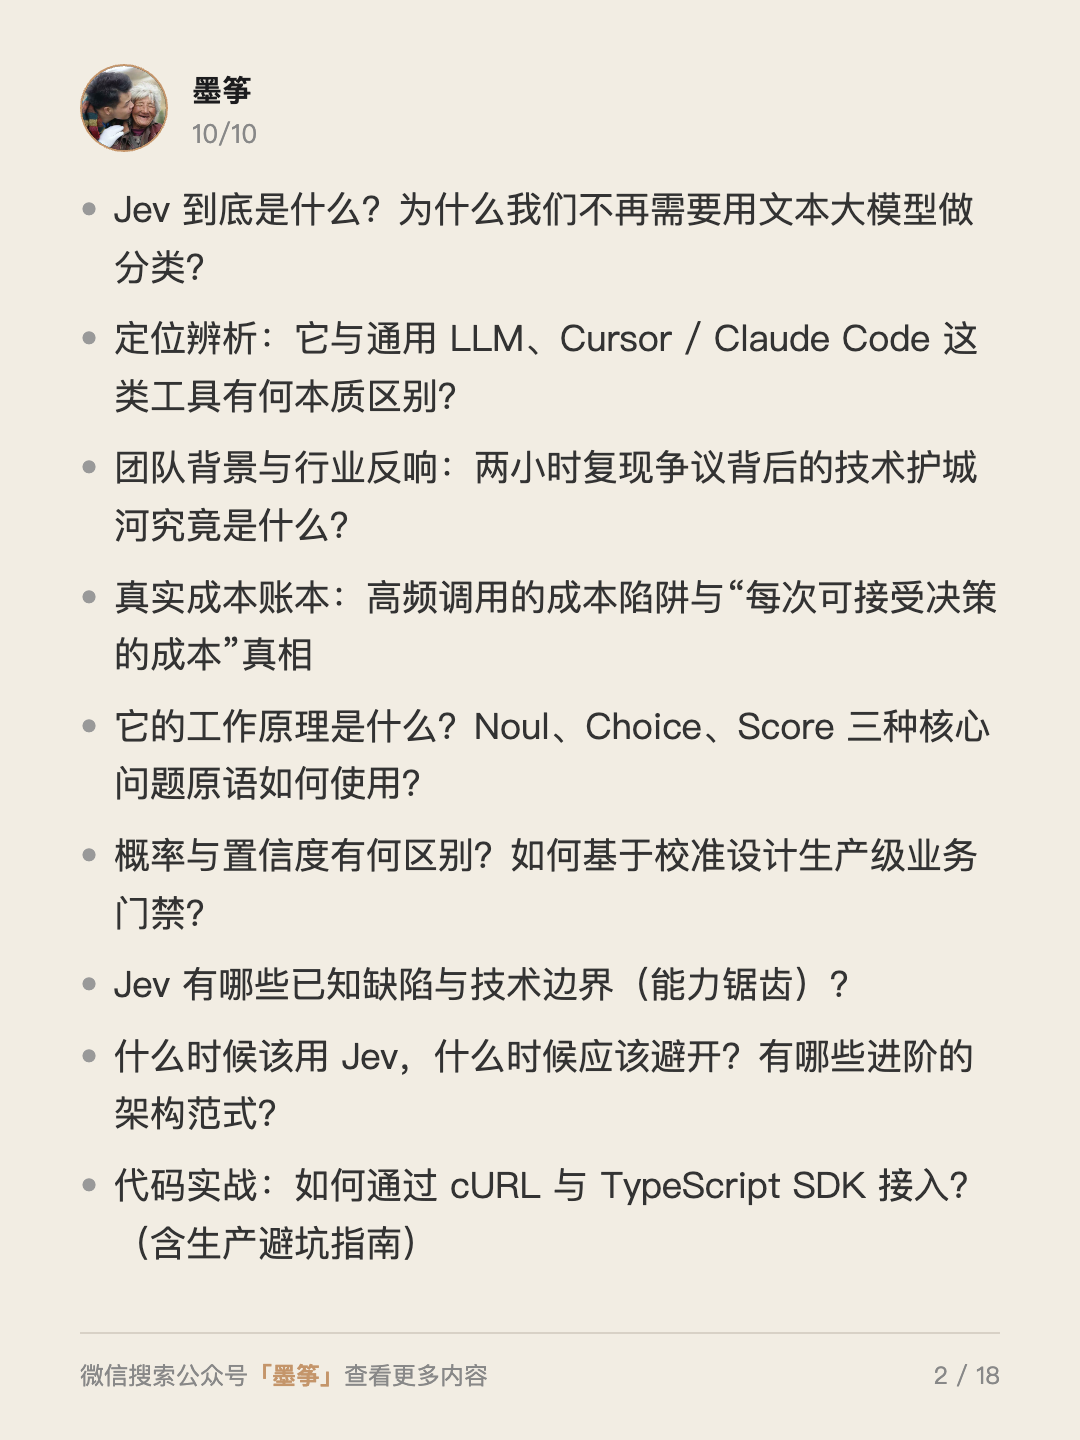 墨筝
10/10
Jev 到底是什么？为什么我们不再需要用文本大模型做
分类？
定位辨析：它与通用 LLM、Cursor / Claude Code 这
类工具有何本质区别？
团队背景与行业反响：两小时复现争议背后的技术护城
河究竟是什么？
真实成本账本：高频调用的成本陷阱与“每次可接受决策
的成本”真相
它的工作原理是什么？Noul、Choice、Score 三种核心
问题原语如何使用？
概率与置信度有何区别？如何基于校准设计生产级业务
门禁？
Jev 有哪些已知缺陷与技术边界（能力锯齿）？
什么时候该用 Jev，什么时候应该避开？有哪些进阶的
架构范式？
代码实战：如何通过 cURL 与 TypeScript SDK 接入？
（含生产避坑指南）
微信搜索公众号「墨筝」查看更多内容
2 / 18